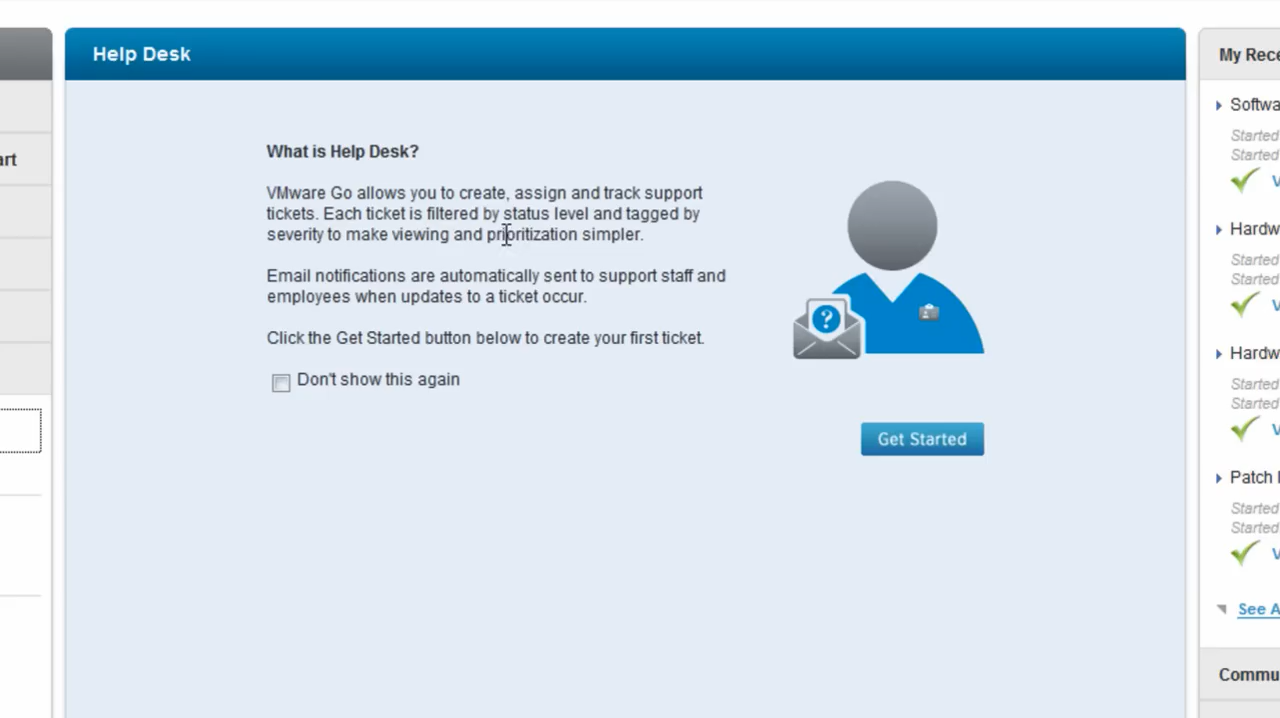 Help Desk
What is Help Desk?
VMware Go allows you to create, assign and track support
tickets. Each ticket is filtered by status level and tagged by
severity to make viewing and prioritization simpler.
Email notifications are automatically sent to support staff and
employees when updates to a ticket occur.
Click the Get Started button below to create your first ticket.
Don't show this again
?
Get Started
My Rece
Softwa
Started
Started
V
Hardw
Started
Started
V
Hardw
Started
Started
V
Patch
Started
Started
V
See A
Commu
art